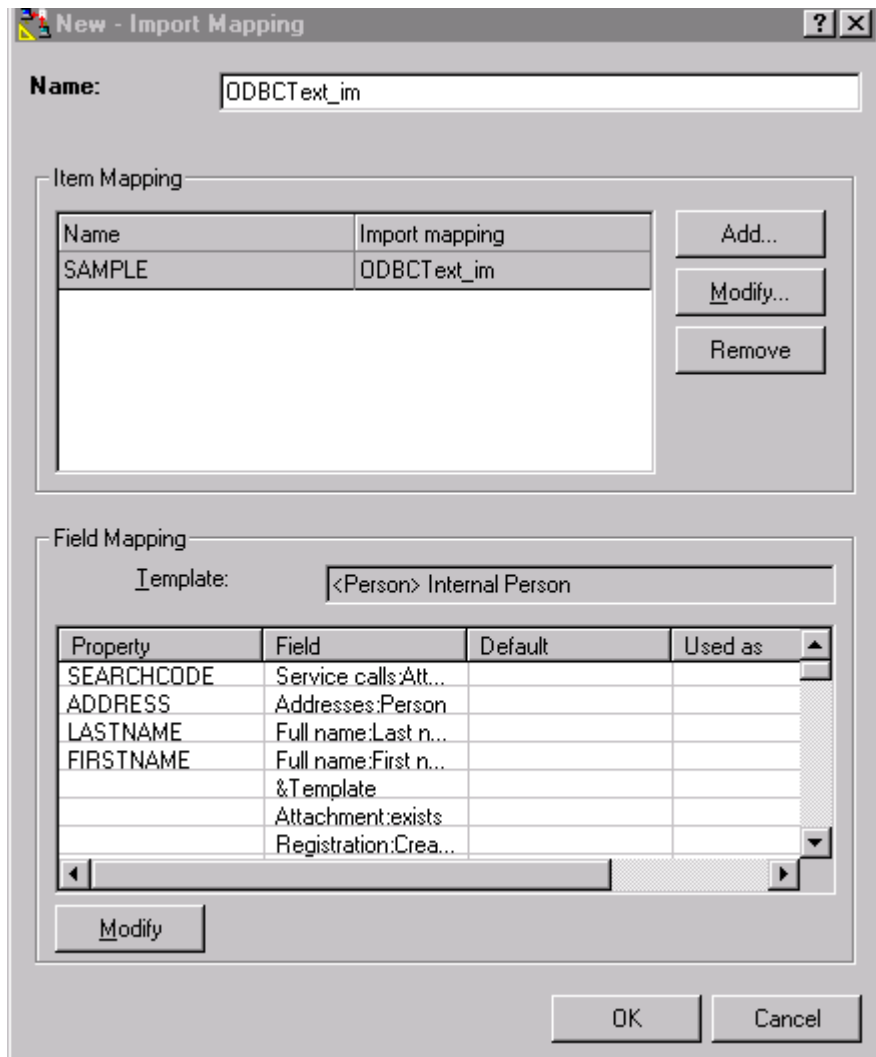 New - Import Mapping
Name: ODBCText_im
Item Mapping
Name Import mapping Add...
SAMPLE ODBCText_im
Modify...
Remove
Field Mapping
Template: <Person> Internal Person
Property Field Default Used as
SEARCHCODE Service calls:Att...
ADDRESS Addresses:Person
LASTNAME Full name:Last n...
FIRSTNAME Full name:First n...
&Template
Attachment:exists
Registration:Crea...
Modify
OK Cancel